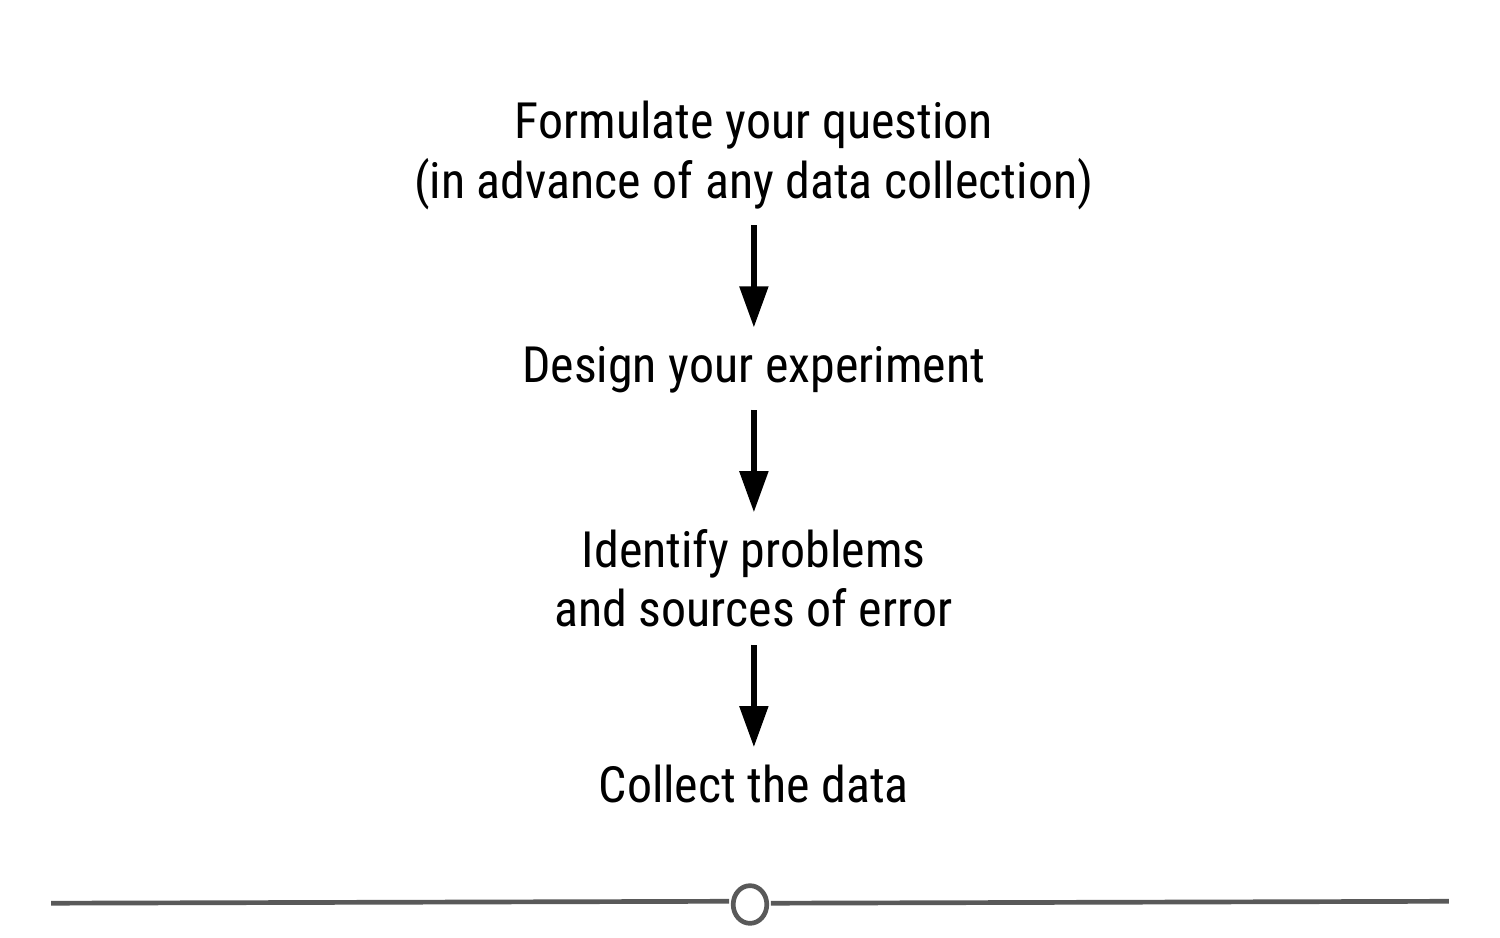 Formulate your question
(in advance of any data collection)
Design your experiment
Identify problems
and sources of error
Collect the data